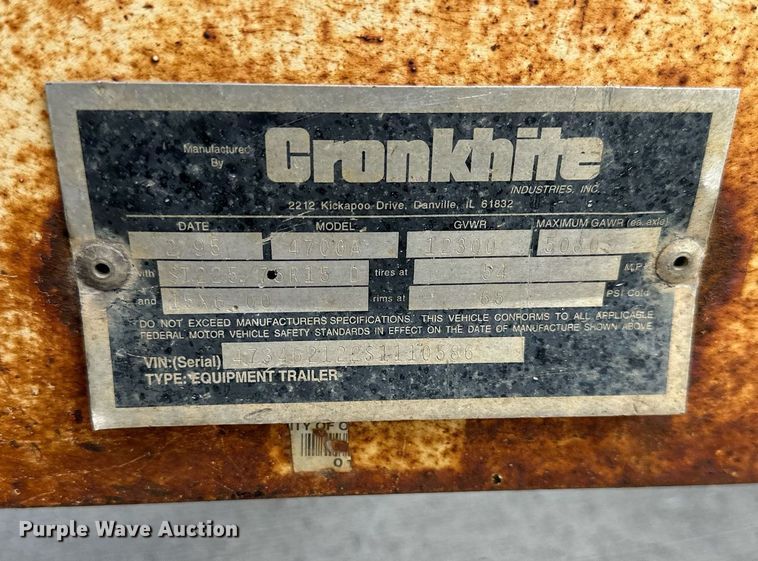 Manufactured
By
Cronkhite
INDUSTRIES, INC.
2212 Kickapoo Drive, Danville, IL 61832
DATE MODEL GVWR MAXIMUM GAWR (ea. axle)
95 4700A 12300 5080
with ST225 75R15 tires at 54 M.P.H.
and 15X6.00 rims at 65 PSI Cold
DO NOT EXCEED MANUFACTURERS SPECIFICATIONS. THIS VEHICLE CONFORMS TO ALL APPLICABLE
FEDERAL MOTOR VEHICLE SAFETY STANDARDS IN EFFECT ON THE DATE OF MANUFACTURE SHOWN ABOVE
VIN:(Serial)
TYPE: EQUIPMENT TRAILER
ITY OF O
0
Purple Wave Auction